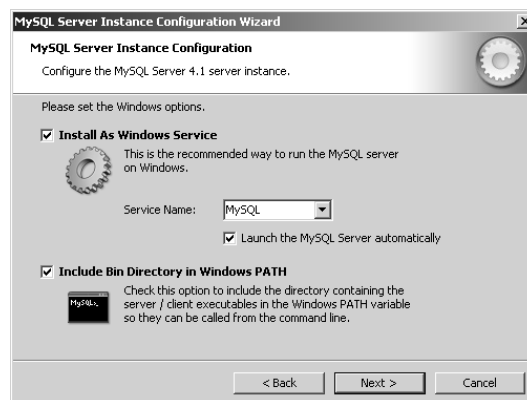 MySQL Server Instance Configuration Wizard
MySQL Server Instance Configuration
Configure the MySQL Server 4.1 server instance.
Please set the Windows options.
Install As Windows Service
This is the recommended way to run the MySQL server
on Windows.
Service Name:
MySQL
Launch the MySQL Server automatically
Include Bin Directory in Windows PATH
MySQL>_
Check this option to include the directory containing the
server / client executables in the Windows PATH variable
so they can be called from the command line.
< Back
Next >
Cancel